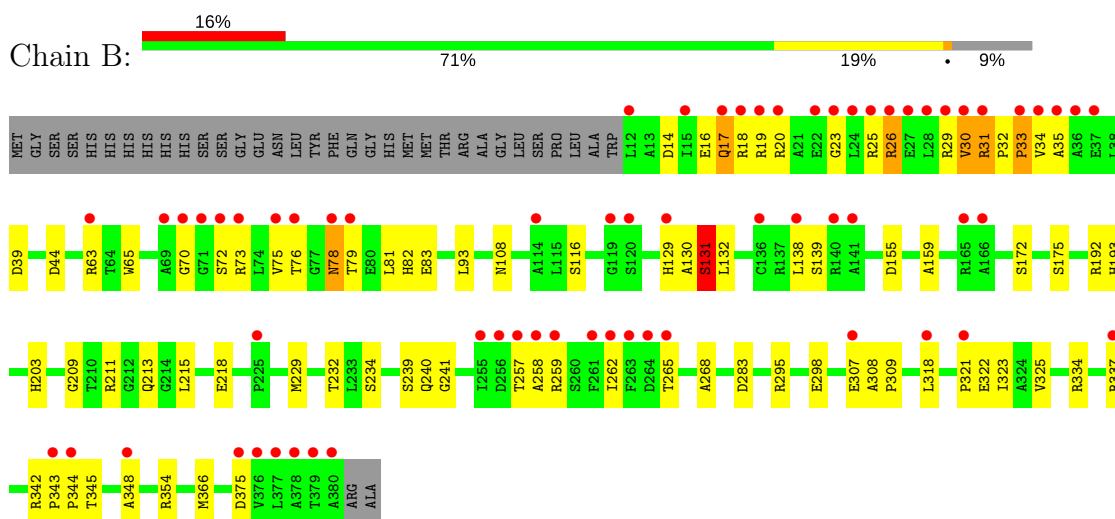 16%
Chain B:
71% 19% • 9%
MET GLY SER SER HIS HIS HIS HIS HIS HIS SER SER GLY GLU ASN LEU TYR PHE GLN GLY HIS MET MET THR ARG ALA GLY LEU SER PRO LEU ALA TRP L12 A13 D14 I15 E16 Q17 R18 R19 R20 A21 E22 G23 L24 R25 R26 E27 L28 R29 V30 R31 P32 P33 V34 A35 A36 E37 L38
D39 D44 R63 T64 W65 A69 G70 G71 S72 R73 L74 V75 T76 G77 N78 T79 E80 L81 H82 E83 L93 N108 A114 L115 S116 G119 S120 H129 A130 S131 L132 C136 R137 L138 S139 R140 A141 D155 A159 R165 A166 S172 S175 R192 H193
H203 G209 T210 R211 G212 Q213 G214 L215 E218 P225 M229 T232 L233 S234 S239 Q240 G241 I255 D256 T257 A258 R259 S260 F261 I262 F263 D264 T265 A268 D283 R295 E298 E307 A308 P309 L318 P321 E322 I323 A324 V325 R334
R342 P343 P344 T345 A348 R354 M366 D375 V376 L377 A378 T379 A380 ARG ALA